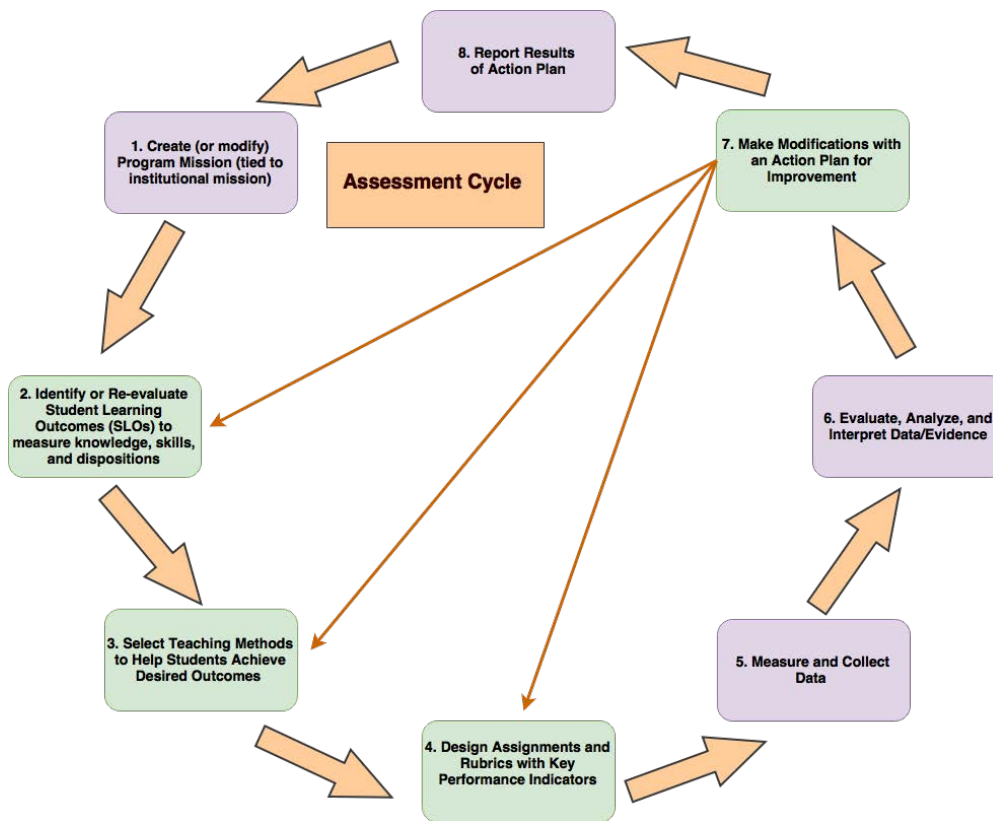 8. Report Results
of Action Plan
1. Create (or modify)
Program Mission (tied to
institutional mission)
Assessment Cycle
7. Make Modifications with
an Action Plan for
Improvement
2. Identify or Re-evaluate
Student Learning
Outcomes (SLOs) to
measure knowledge, skills,
and dispositions
6. Evaluate, Analyze, and
Interpret Data/Evidence
3. Select Teaching Methods
to Help Students Achieve
Desired Outcomes
5. Measure and Collect
Data
4. Design Assignments and
Rubrics with Key
Performance Indicators